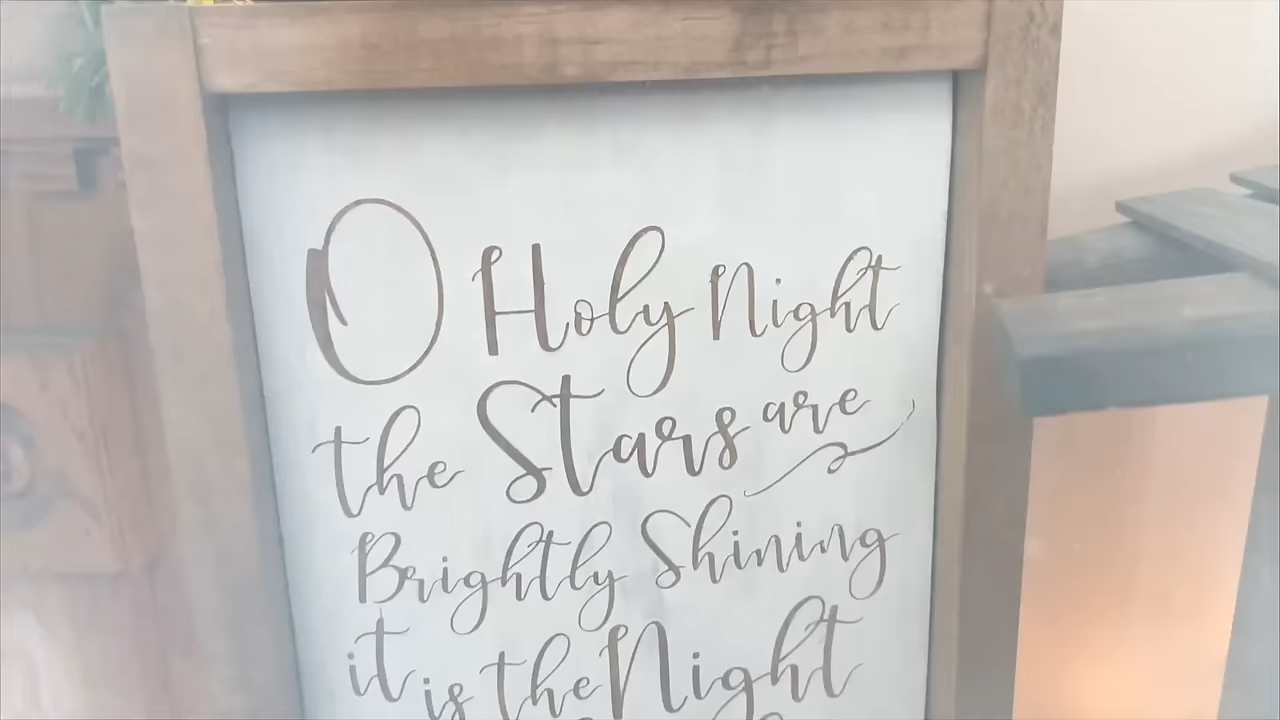 O Holy Night
the Stars are
Brightly Shining
it is the Night